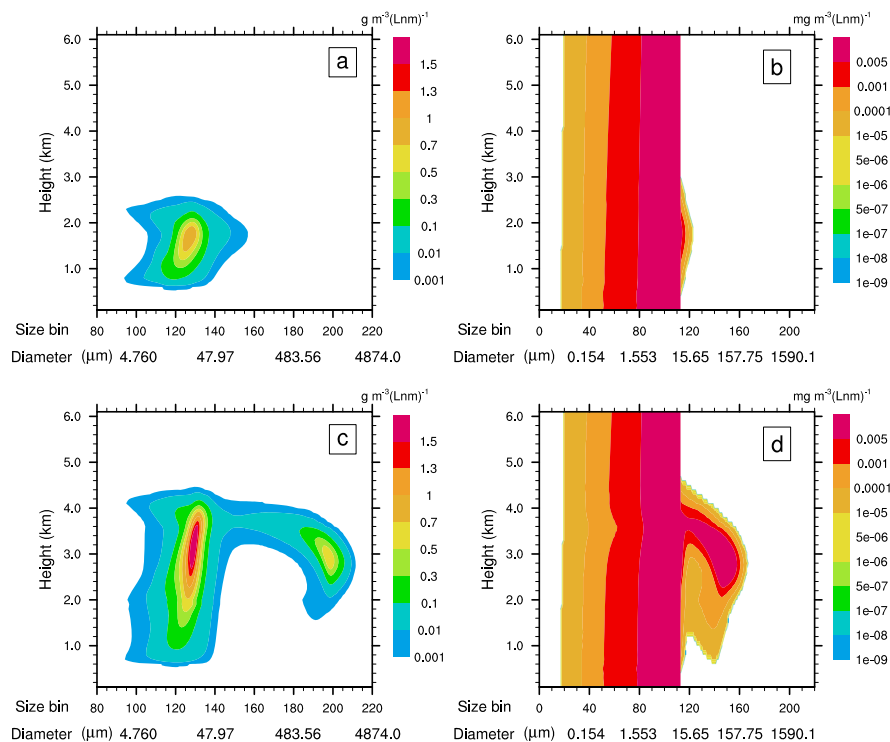 g m⁻³(Lnm)⁻¹
mg m⁻³(Lnm)⁻¹
a
6.0
5.0
4.0
3.0
2.0
1.0
Height (km)
1.5
1.3
1
0.7
0.5
0.3
0.1
0.01
0.001
b
6.0
5.0
4.0
3.0
2.0
1.0
Height (km)
0.005
0.001
0.0001
1e-05
5e-06
1e-06
5e-07
1e-07
1e-08
1e-09
Size bin
80 100 120 140 160 180 200 220
0 40 80 120 160 200
Diameter (μm) 4.760 47.97 483.56 4874.0
Diameter (μm) 0.154 1.553 15.65 157.75 1590.1
Size bin
g m⁻³(Lnm)⁻¹
mg m⁻³(Lnm)⁻¹
c
6.0
5.0
4.0
3.0
2.0
1.0
Height (km)
1.5
1.3
1
0.7
0.5
0.3
0.1
0.01
0.001
d
6.0
5.0
4.0
3.0
2.0
1.0
Height (km)
0.005
0.001
0.0001
1e-05
5e-06
1e-06
5e-07
1e-07
1e-08
1e-09
Size bin
80 100 120 140 160 180 200 220
Size bin
0 40 80 120 160 200
Diameter (μm) 4.760 47.97 483.56 4874.0
Diameter (μm) 0.154 1.553 15.65 157.75 1590.1